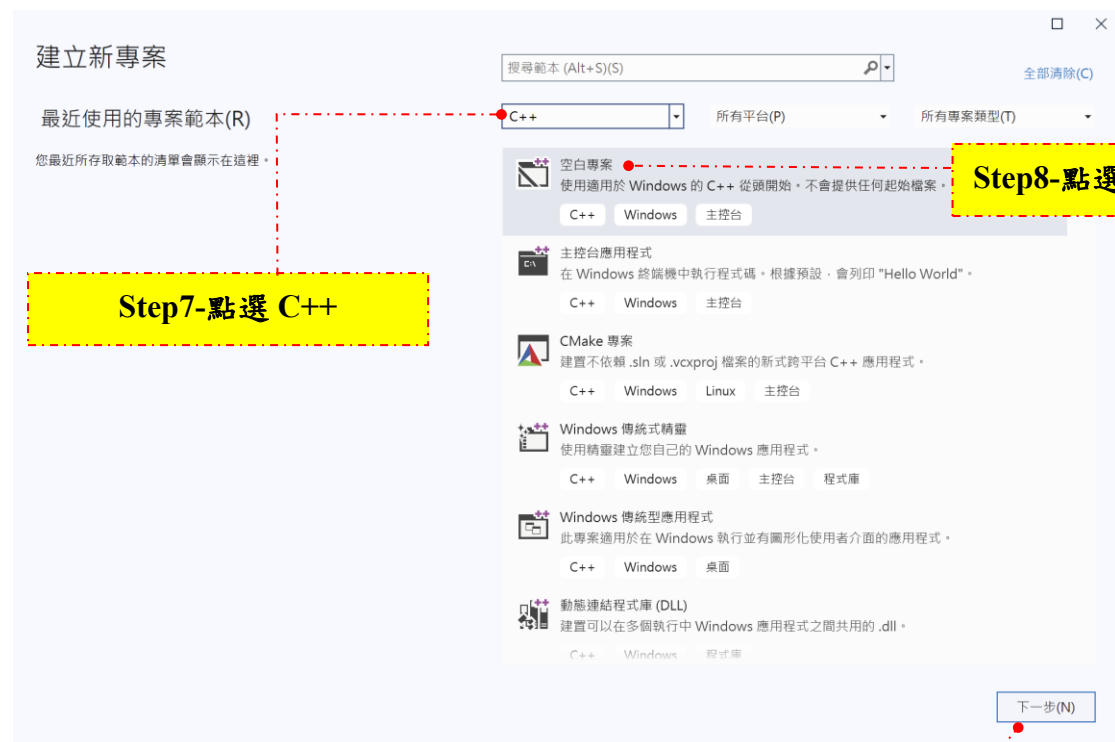 建立新專案
搜尋範本 (Alt+S)(S)
全部清除(C)
最近使用的專案範本(R)
C++
所有平台(P)
所有專案類型(T)
您最近所存取範本的清單會顯示在這裡。
空白專案
使用適用於 Windows 的 C++ 從頭開始。不會提供任何起始檔案。
C++ Windows 主控台
Step8-點選
主控台應用程式
在 Windows 終端機中執行程式碼。根據預設，會列印 "Hello World"。
C++ Windows 主控台
Step7-點選 C++
CMake 專案
建置不依賴 .sln 或 .vcxproj 檔案的新式跨平台 C++ 應用程式。
C++ Windows Linux 主控台
Windows 傳統式精靈
使用精靈建立您自己的 Windows 應用程式。
C++ Windows 桌面 主控台 程式庫
Windows 傳統型應用程式
此專案適用於在 Windows 執行並有圖形化使用者介面的應用程式。
C++ Windows 桌面
動態連結程式庫 (DLL)
建置可以在多個執行中 Windows 應用程式之間共用的 .dll。
C++ Windows 程式庫
下一步(N)